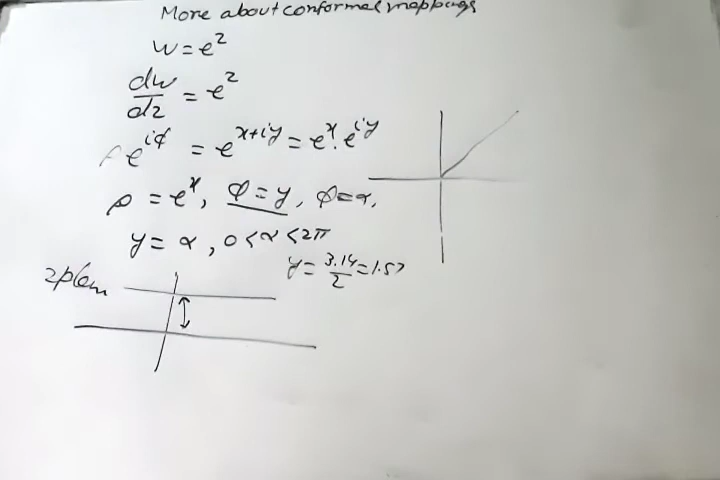 More about conformal mappings
w = e^z
dw/dz = e^z
ρe^{iφ} = e^{x+iy} = e^x . e^{iy}
ρ = e^x, φ = y, φ = α,
y = α, 0 < α < 2π
y = 3.14/2 = 1.57
z plane